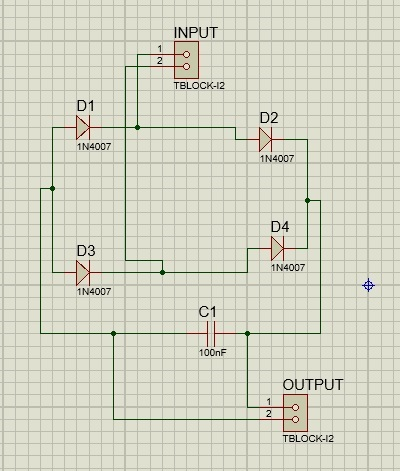 INPUT
1
2
TBLOCK-I2
D1
1N4007
D2
1N4007
D3
1N4007
D4
1N4007
C1
100nF
OUTPUT
1
2
TBLOCK-I2